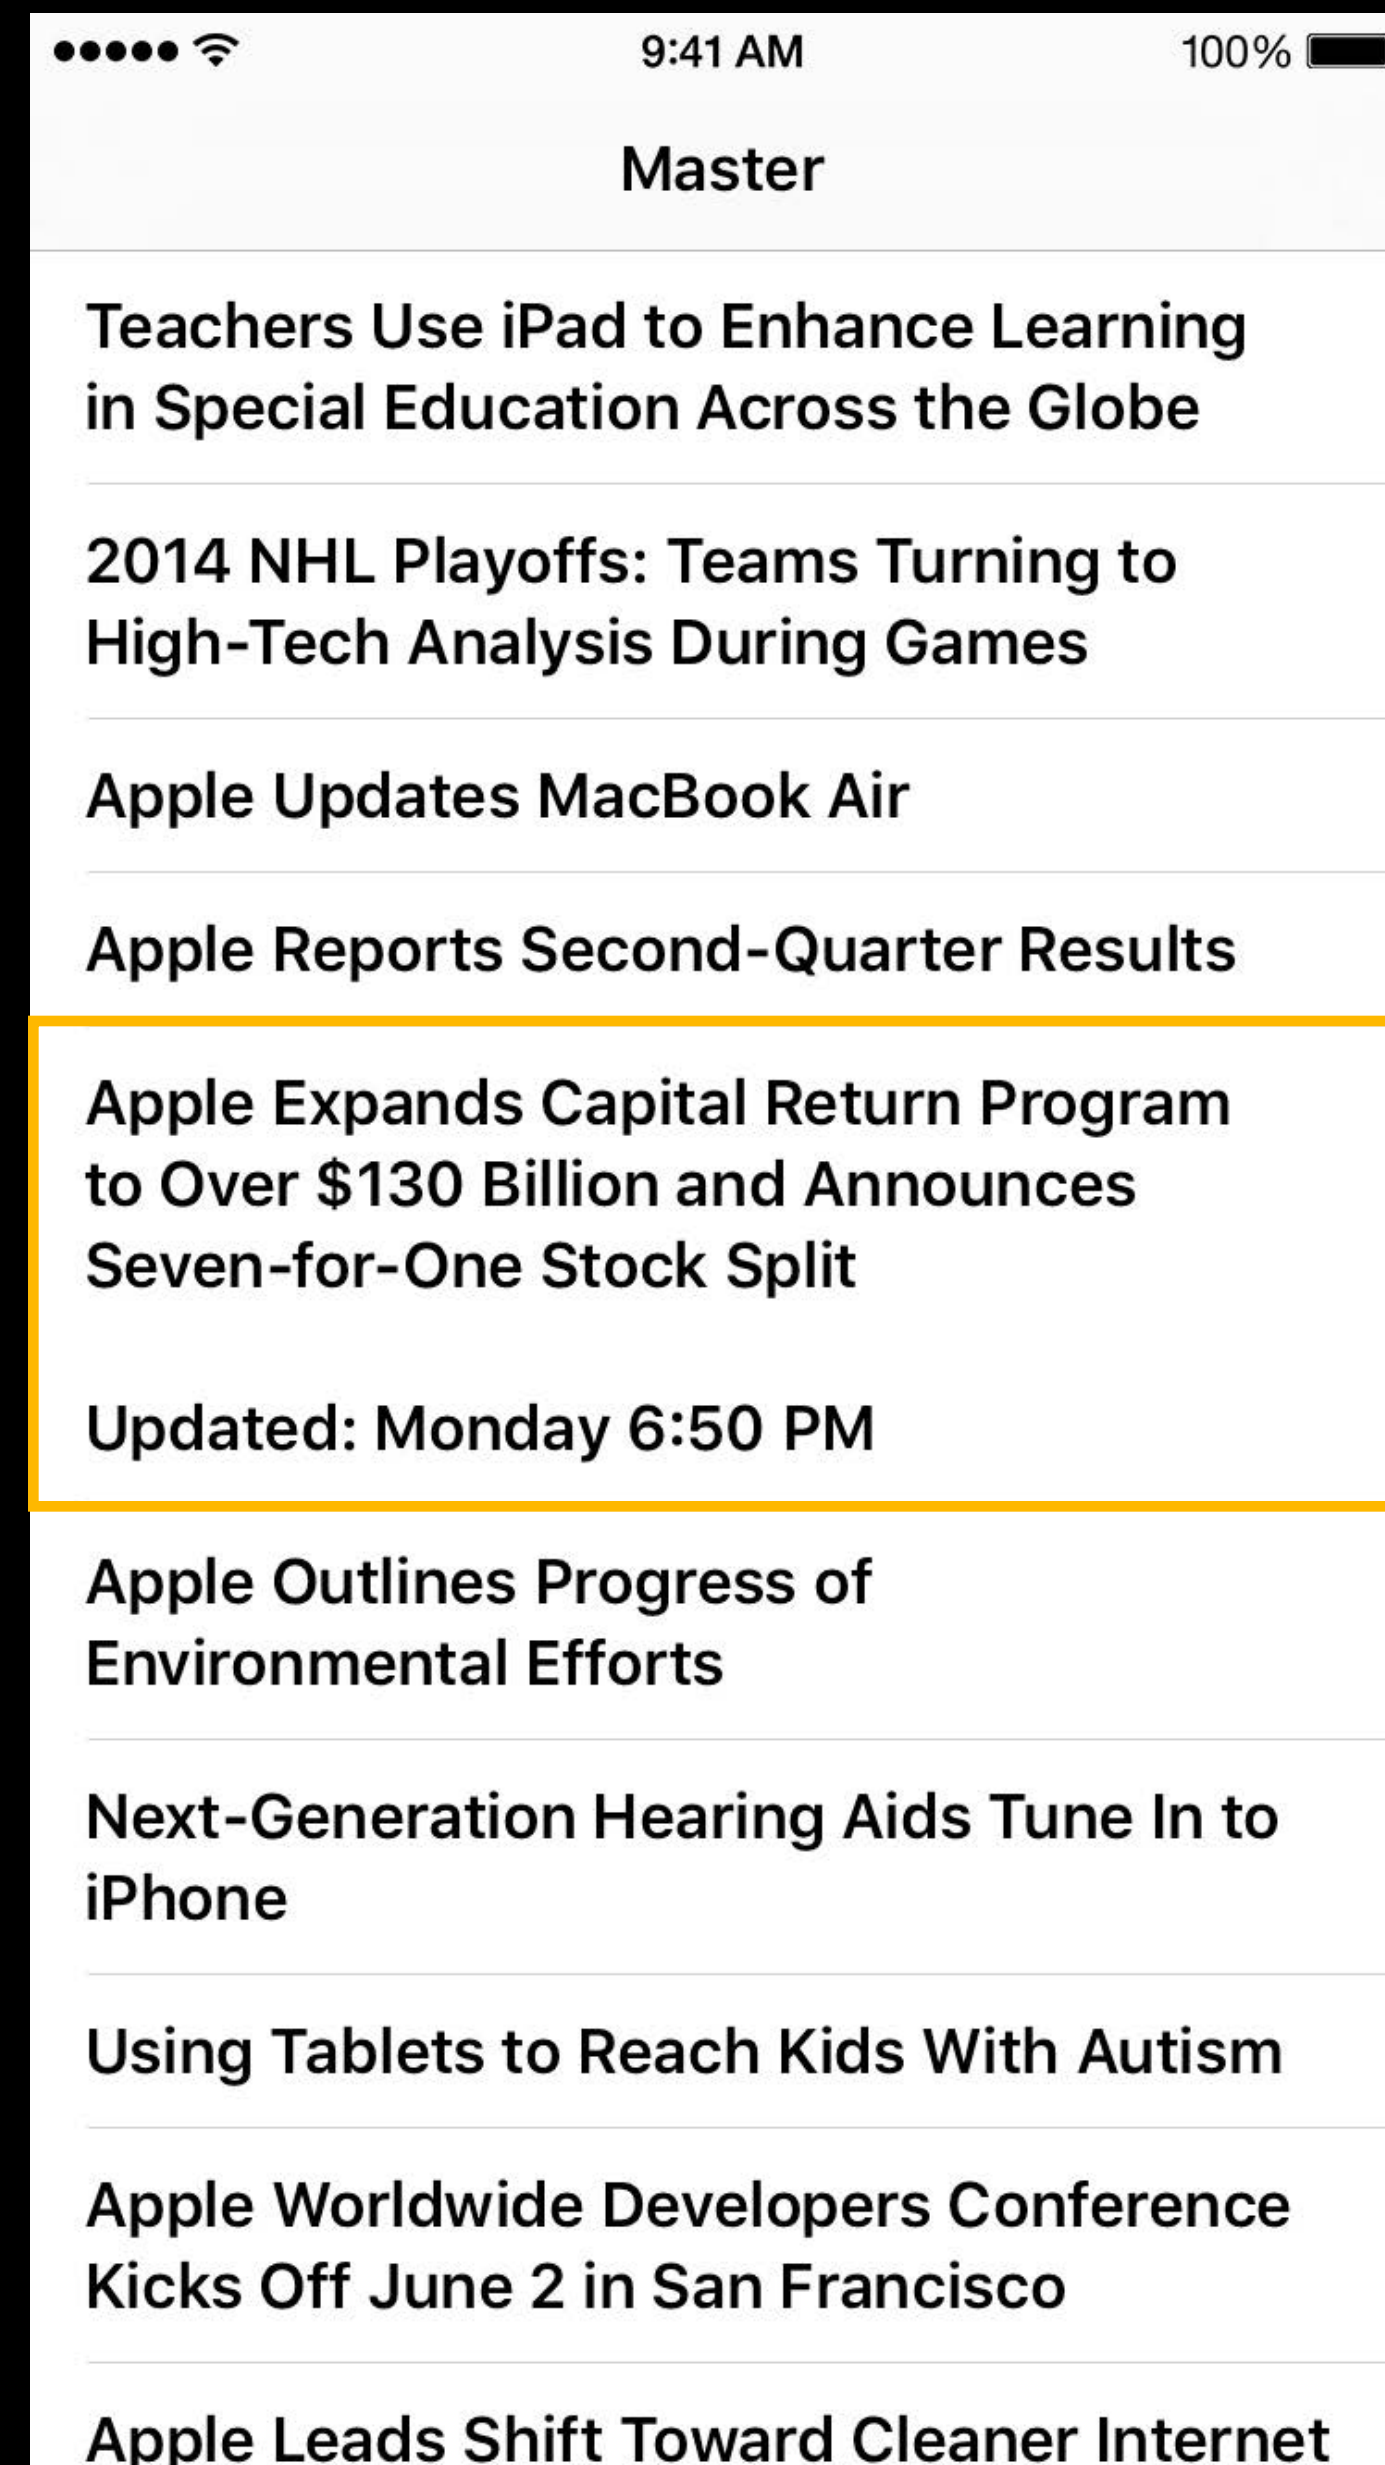 9:41 AM
100%
Master
Teachers Use iPad to Enhance Learning
in Special Education Across the Globe
2014 NHL Playoffs: Teams Turning to
High-Tech Analysis During Games
Apple Updates MacBook Air
Apple Reports Second-Quarter Results
Apple Expands Capital Return Program
to Over $130 Billion and Announces
Seven-for-One Stock Split
Updated: Monday 6:50 PM
Apple Outlines Progress of
Environmental Efforts
Next-Generation Hearing Aids Tune In to
iPhone
Using Tablets to Reach Kids With Autism
Apple Worldwide Developers Conference
Kicks Off June 2 in San Francisco
Apple Leads Shift Toward Cleaner Internet